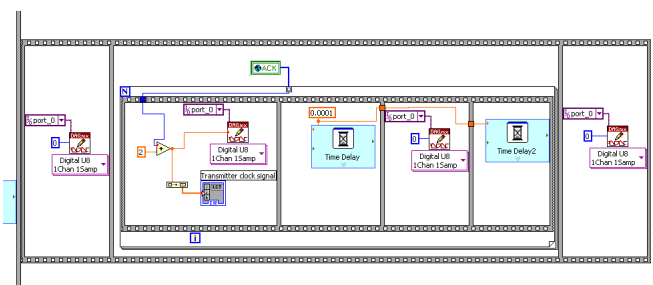 ACK
N
port_0
DAQmx
Digital U8
1Chan 1Samp
0.0001
Time Delay
port_0
DAQmx
0
Digital U8
1Chan 1Samp
Time Delay2
port_0
DAQmx
0
Digital U8
1Chan 1Samp
port_0
DAQmx
0
Digital U8
1Chan 1Samp
2
Transmitter clock signal
i